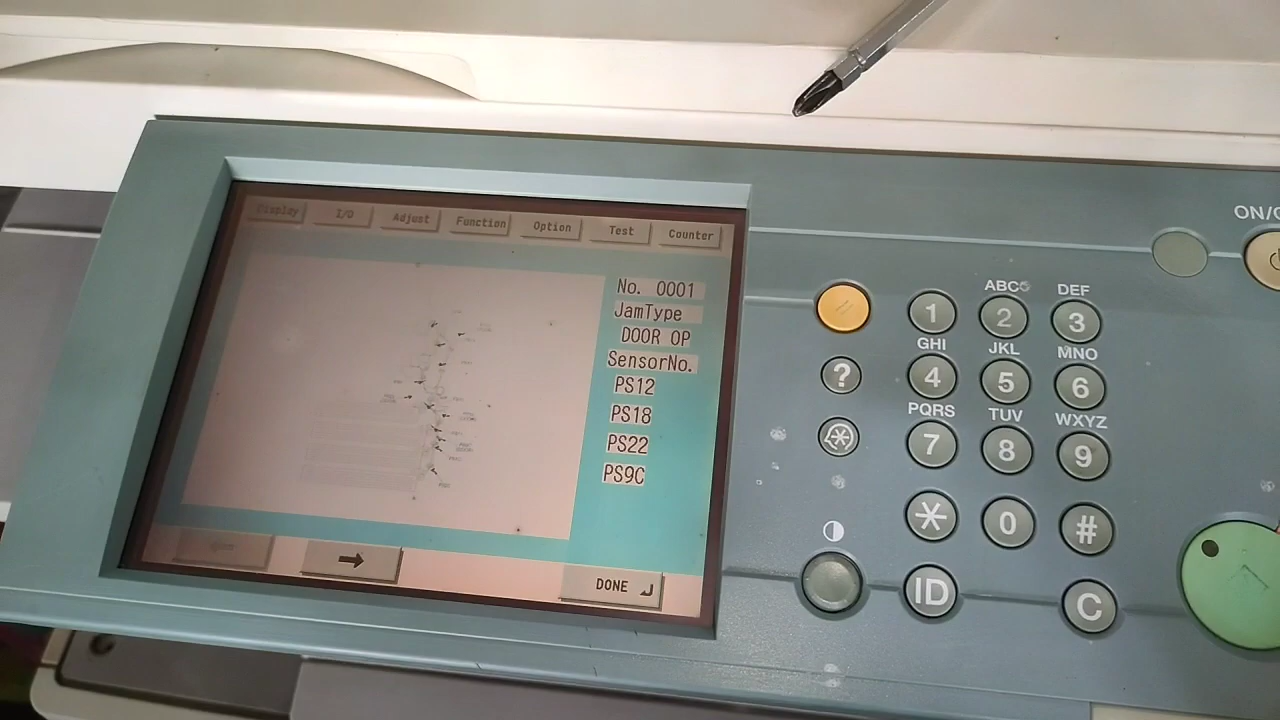 Display I/O Adjust Function Option Test Counter
No. 0001
JamType
DOOR OP
SensorNo.
PS12
PS18
PS22
PS9C
DONE
ON/O
ABC DEF
1 2 3
GHI JKL MNO
? 4 5 6
PQRS TUV WXYZ
7 8 9
* 0 #
ID C